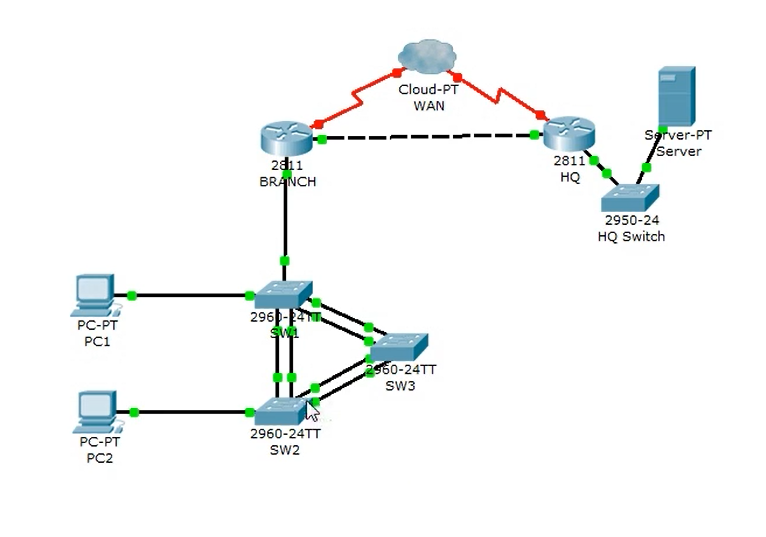 Cloud-PT
WAN
2811
BRANCH
2811
HQ
Server-PT
Server
2950-24
HQ Switch
PC-PT
PC1
2960-24TT
SW1
2960-24TT
SW3
PC-PT
PC2
2960-24TT
SW2